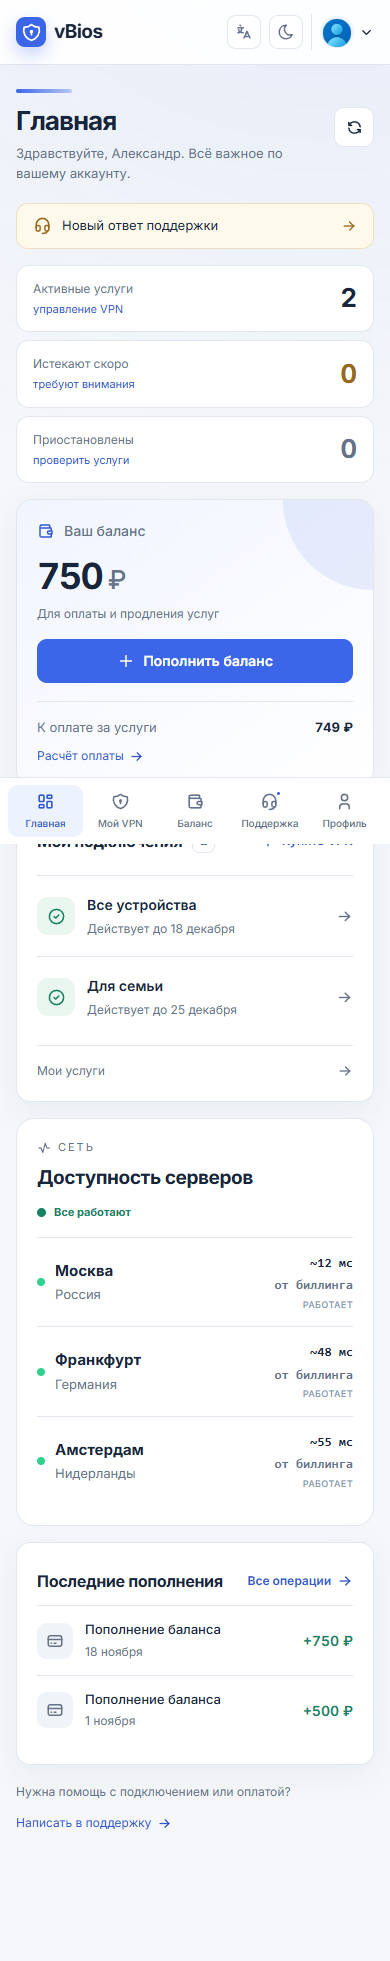 vBios
Главная
Здравствуйте, Александр. Всё важное по
вашему аккаунту.
Новый ответ поддержки
Активные услуги
управление VPN
2
Истекают скоро
требуют внимания
0
Приостановлены
проверить услуги
0
Ваш баланс
750 ₽
Для оплаты и продления услуг
Пополнить баланс
К оплате за услуги 749 ₽
Расчёт оплаты
Главная Мой VPN Баланс Поддержка Профиль
Все устройства
Действует до 18 декабря
Для семьи
Действует до 25 декабря
Мои услуги
СЕТЬ
Доступность серверов
Все работают
Москва
Россия
~12 мс
от биллинга
РАБОТАЕТ
Франкфурт
Германия
~48 мс
от биллинга
РАБОТАЕТ
Амстердам
Нидерланды
~55 мс
от биллинга
РАБОТАЕТ
Последние пополнения Все операции
Пополнение баланса
18 ноября
+750 ₽
Пополнение баланса
1 ноября
+500 ₽
Нужна помощь с подключением или оплатой?
Написать в поддержку